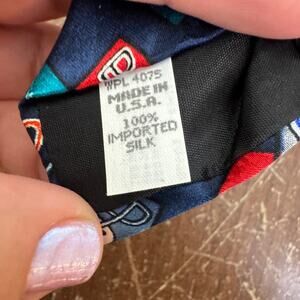 WPL 4075
MADE IN
U.S.A.
100%
IMPORTED
SILK